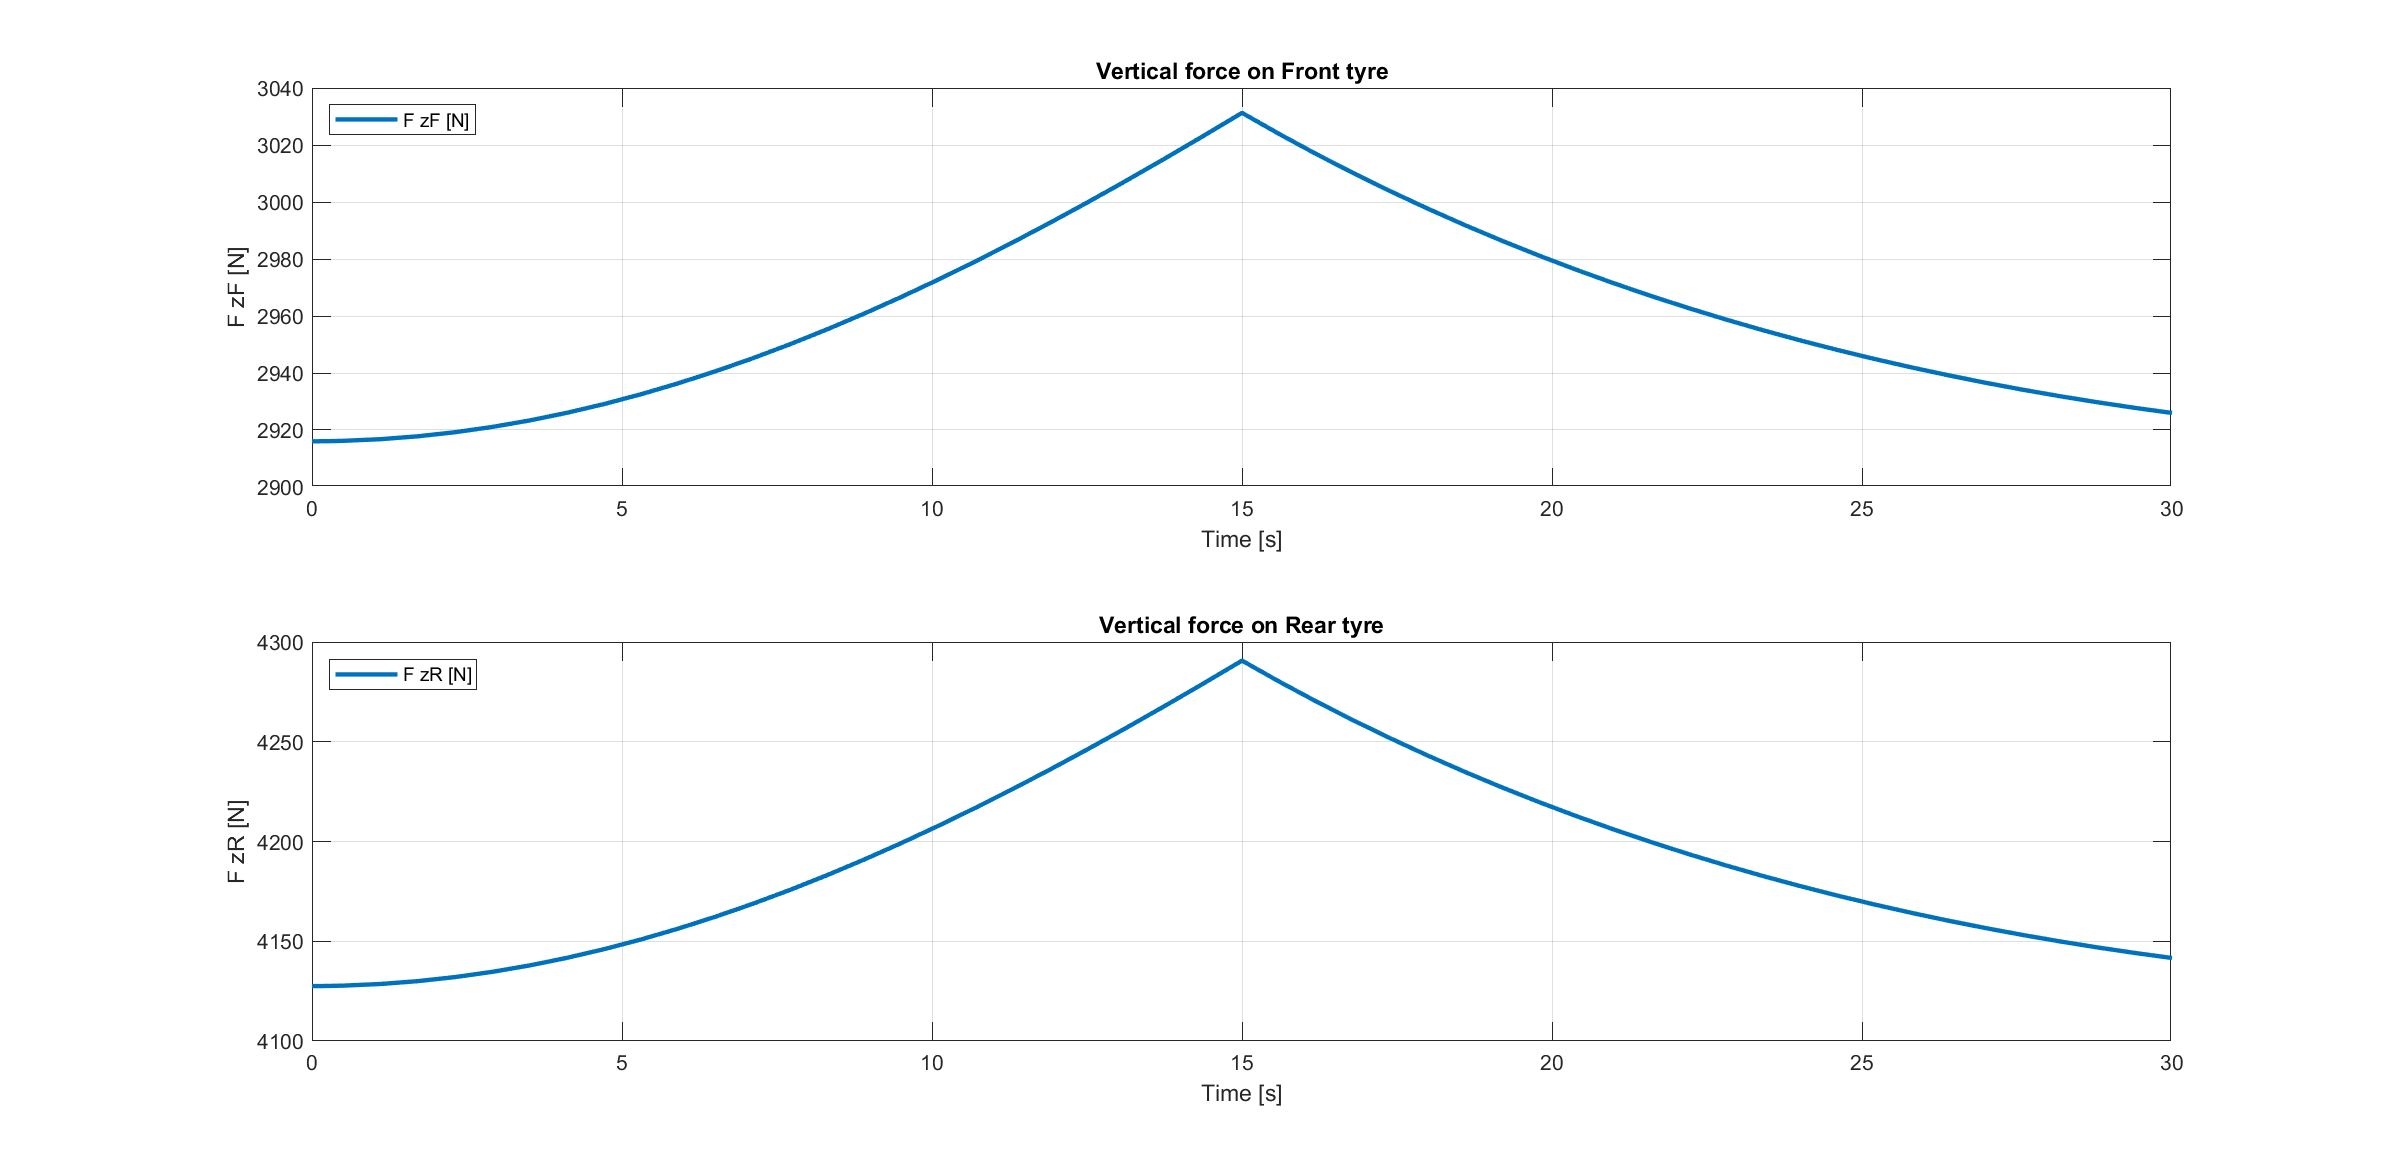 Vertical force on Front tyre
3040
3020
3000
2980
2960
2940
2920
2900
F zF [N]
F zF [N]
0 5 10 15 20 25 30
Time [s]
Vertical force on Rear tyre
4300
4250
4200
4150
4100
F zR [N]
F zR [N]
0 5 10 15 20 25 30
Time [s]